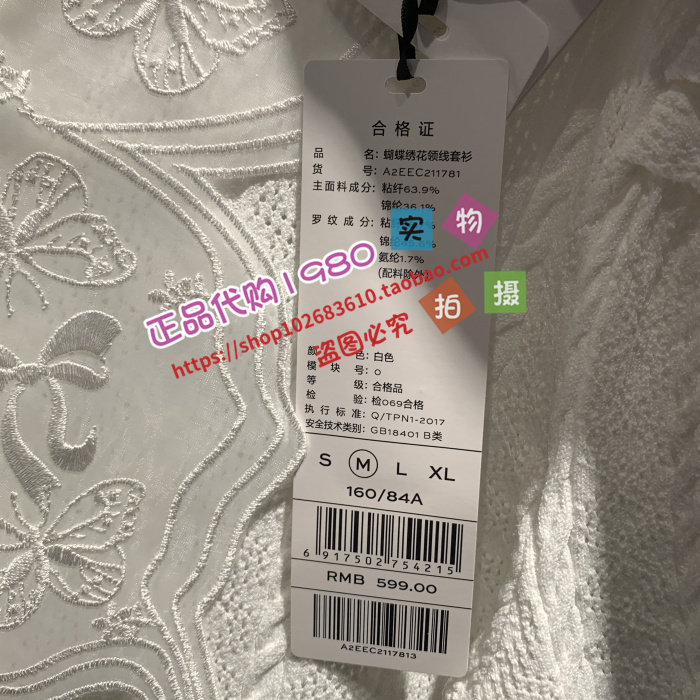 合格证
品 名：蝴蝶绣花领线套衫
货 号：A2EEC211781
主面料成分：粘纤63.9%
锦纶36.1%
罗纹成分：粘
锦纶
氨纶1.7%
(配料除外)
实物
拍摄
正品代购1980
https://shop102683610.taobao.com
盗图必究
颜 色：白色
模块号：0
等 级：合格品
检 验：检069合格
执行标准：Q/TPN1-2017
安全技术类别：GB18401 B类
S M L XL
160/84A
6 917502 754215
RMB 599.00
A2EEC2117813